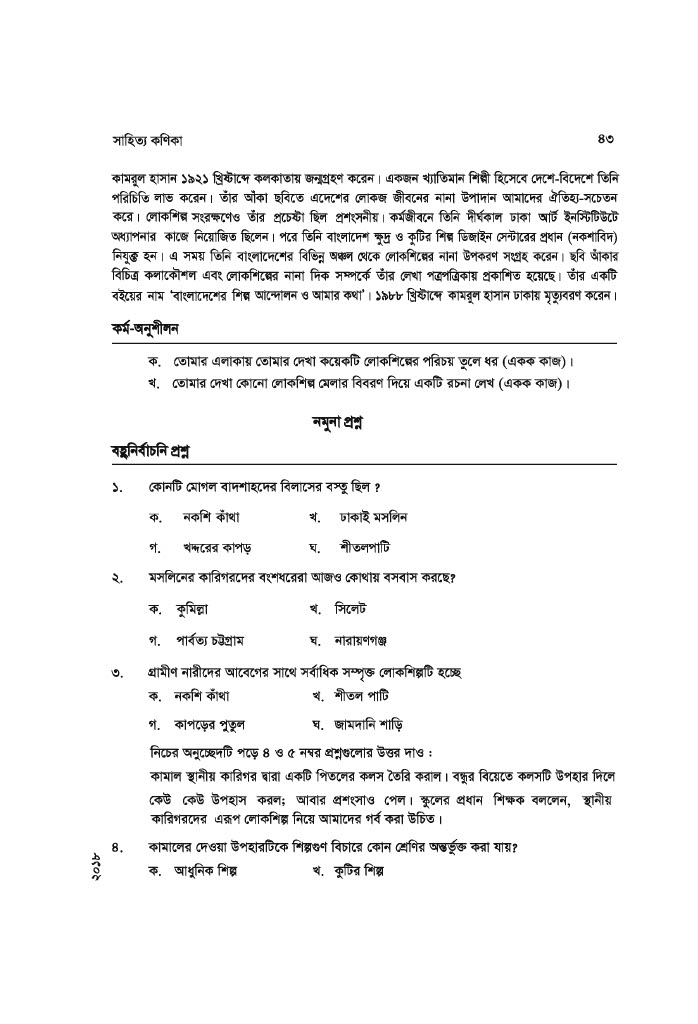 সাহিত্য কণিকা ৪৩
কামরুল হাসান ১৯২১ খ্রিষ্টাব্দে কলকাতায় জন্মগ্রহণ করেন। একজন খ্যাতিমান শিল্পী হিসেবে দেশে-বিদেশে তিনি
পরিচিতি লাভ করেন। তাঁর আঁকা ছবিতে এদেশের লোকজ জীবনের নানা উপাদান আমাদের ঐতিহ্য-সচেতন
করে। লোকশিল্প সংরক্ষণেও তাঁর প্রচেষ্টা ছিল প্রশংসনীয়। কর্মজীবনে তিনি দীর্ঘকাল ঢাকা আর্ট ইনস্টিটিউটে
অধ্যাপনার কাজে নিয়োজিত ছিলেন। পরে তিনি বাংলাদেশ ক্ষুদ্র ও কুটির শিল্প ডিজাইন সেন্টারের প্রধান (নকশাবিদ)
নিযুক্ত হন। এ সময় তিনি বাংলাদেশের বিভিন্ন অঞ্চল থেকে লোকশিল্পের নানা উপকরণ সংগ্রহ করেন। ছবি আঁকার
বিচিত্র কলাকৌশল এবং লোকশিল্পের নানা দিক সম্পর্কে তাঁর লেখা পত্রপত্রিকায় প্রকাশিত হয়েছে। তাঁর একটি
বইয়ের নাম ‘বাংলাদেশের শিল্প আন্দোলন ও আমার কথা’। ১৯৮৮ খ্রিষ্টাব্দে কামরুল হাসান ঢাকায় মৃত্যুবরণ করেন।
কর্ম-অনুশীলন
ক. তোমার এলাকায় তোমার দেখা কয়েকটি লোকশিল্পের পরিচয় তুলে ধর (একক কাজ)।
খ. তোমার দেখা কোনো লোকশিল্প মেলার বিবরণ দিয়ে একটি রচনা লেখ (একক কাজ)।
নমুনা প্রশ্ন
বহুনির্বাচনি প্রশ্ন
১. কোনটি মোগল বাদশাহদের বিলাসের বস্তু ছিল ?
ক. নকশি কাঁথা খ. ঢাকাই মসলিন
গ. খদ্দরের কাপড় ঘ. শীতলপাটি
২. মসলিনের কারিগরদের বংশধরেরা আজও কোথায় বসবাস করছে?
ক. কুমিল্লা খ. সিলেট
গ. পার্বত্য চট্টগ্রাম ঘ. নারায়ণগঞ্জ
৩. গ্রামীণ নারীদের আবেগের সাথে সর্বাধিক সম্পৃক্ত লোকশিল্পটি হচ্ছে
ক. নকশি কাঁথা খ. শীতল পাটি
গ. কাপড়ের পুতুল ঘ. জামদানি শাড়ি
নিচের অনুচ্ছেদটি পড়ে ৪ ও ৫ নম্বর প্রশ্নগুলোর উত্তর দাও :
কামাল স্থানীয় কারিগর দ্বারা একটি পিতলের কলস তৈরি করাল। বন্ধুর বিয়েতে কলসটি উপহার দিলে
কেউ কেউ উপহাস করল; আবার প্রশংসাও পেল। স্কুলের প্রধান শিক্ষক বললেন, স্থানীয়
কারিগরদের এরূপ লোকশিল্প নিয়ে আমাদের গর্ব করা উচিত।
৪. কামালের দেওয়া উপহারটিকে শিল্পগুণ বিচারে কোন শ্রেণির অন্তর্ভুক্ত করা যায়?
ক. আধুনিক শিল্প খ. কুটির শিল্প
২০১৮